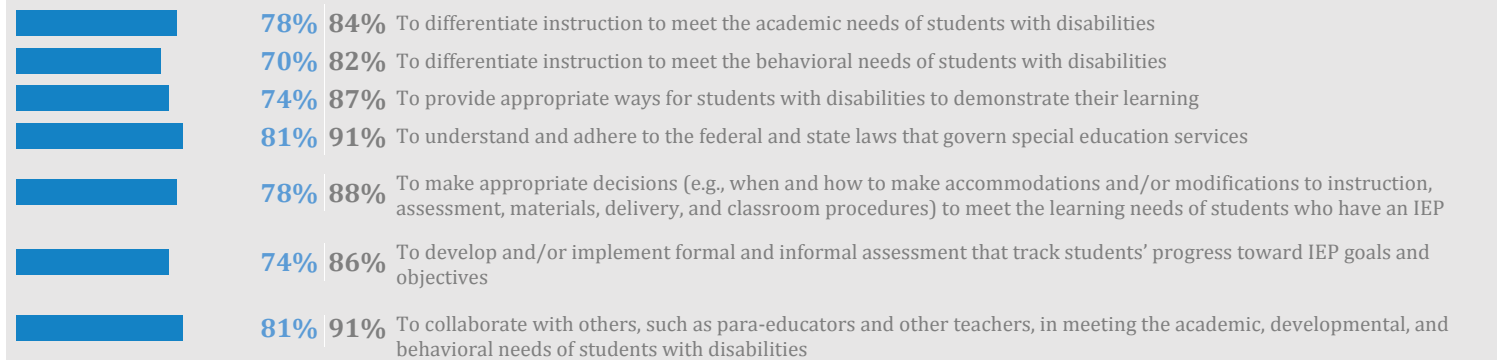 78% 84% To differentiate instruction to meet the academic needs of students with disabilities
70% 82% To differentiate instruction to meet the behavioral needs of students with disabilities
74% 87% To provide appropriate ways for students with disabilities to demonstrate their learning
81% 91% To understand and adhere to the federal and state laws that govern special education services
78% 88% To make appropriate decisions (e.g., when and how to make accommodations and/or modifications to instruction,
assessment, materials, delivery, and classroom procedures) to meet the learning needs of students who have an IEP
74% 86% To develop and/or implement formal and informal assessment that track students’ progress toward IEP goals and
objectives
81% 91% To collaborate with others, such as para-educators and other teachers, in meeting the academic, developmental, and
behavioral needs of students with disabilities